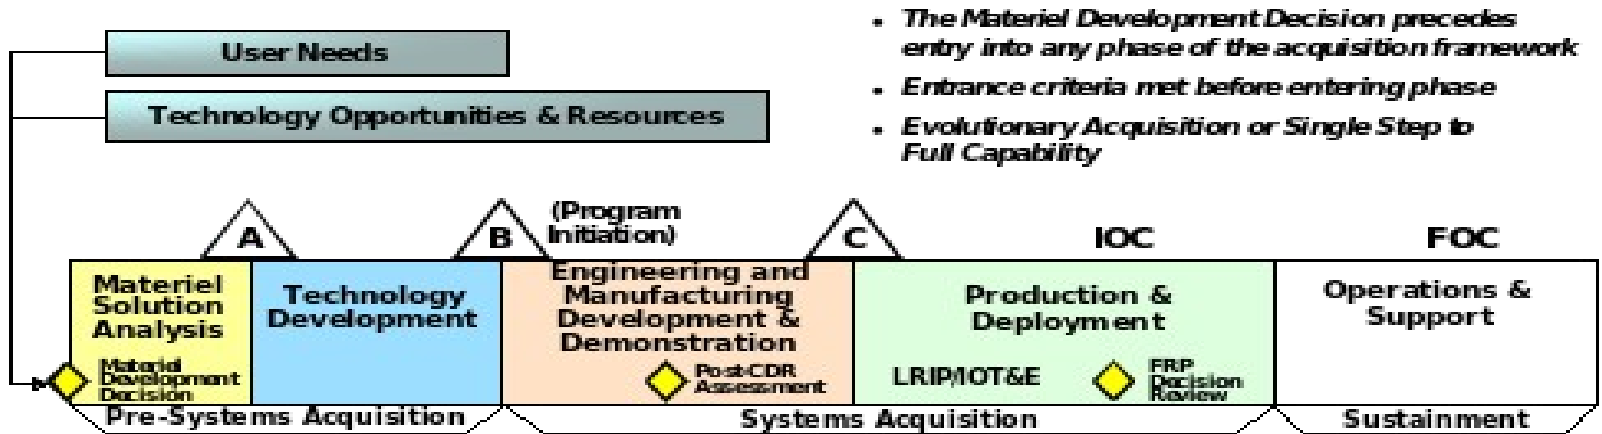 User Needs
Technology Opportunities & Resources
• The Materiel Development Decision precedes
entry into any phase of the acquisition framework
• Entrance criteria met before entering phase
• Evolutionary Acquisition or Single Step to
Full Capability
A
B
(Program
Initiation)
C
IOC
FOC
Materiel
Solution
Analysis
Technology
Development
Engineering and
Manufacturing
Development &
Demonstration
Production &
Deployment
Operations &
Support
Materiel
Development
Decision
Post-CDR
Assessment
LRIP/IOT&E
FRP
Decision
Review
Pre-Systems Acquisition
Systems Acquisition
Sustainment